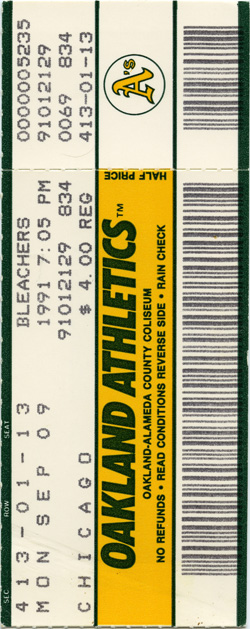 SEC ROW SEAT
413-01-13 BLEACHERS 0000005235
MON SEP 09 1991 7:05 PM 91012129
91012129 834 0069 834
CHICAGO $ 4.00 REG 413-01-13
HALF PRICE
A's
OAKLAND ATHLETICS™
OAKLAND-ALAMEDA COUNTY COLISEUM
NO REFUNDS • READ CONDITIONS REVERSE SIDE • RAIN CHECK